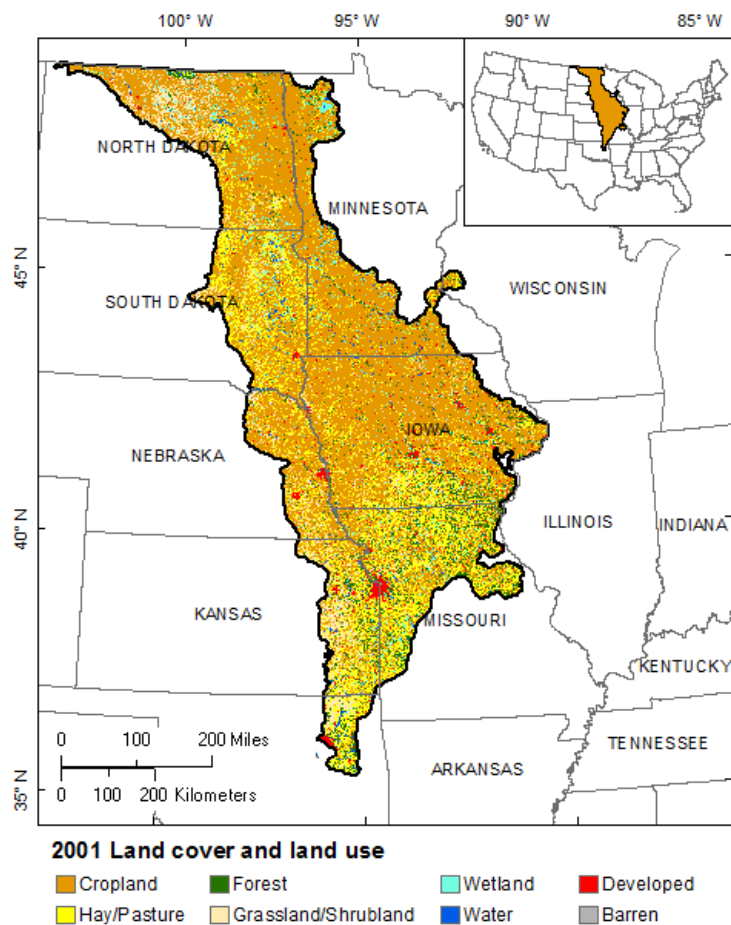 100° W 95° W 90° W 85° W
NORTH DAKOTA
MINNESOTA
45° N
WISCONSIN
SOUTH DAKOTA
IOWA
NEBRASKA
40° N
ILLINOIS
INDIANA
KANSAS
MISSOURI
KENTUCKY
0 100 200 Miles
TENNESSEE
ARKANSAS
35° N
0 100 200 Kilometers
2001 Land cover and land use
Cropland Forest Wetland Developed
Hay/Pasture Grassland/Shrubland Water Barren